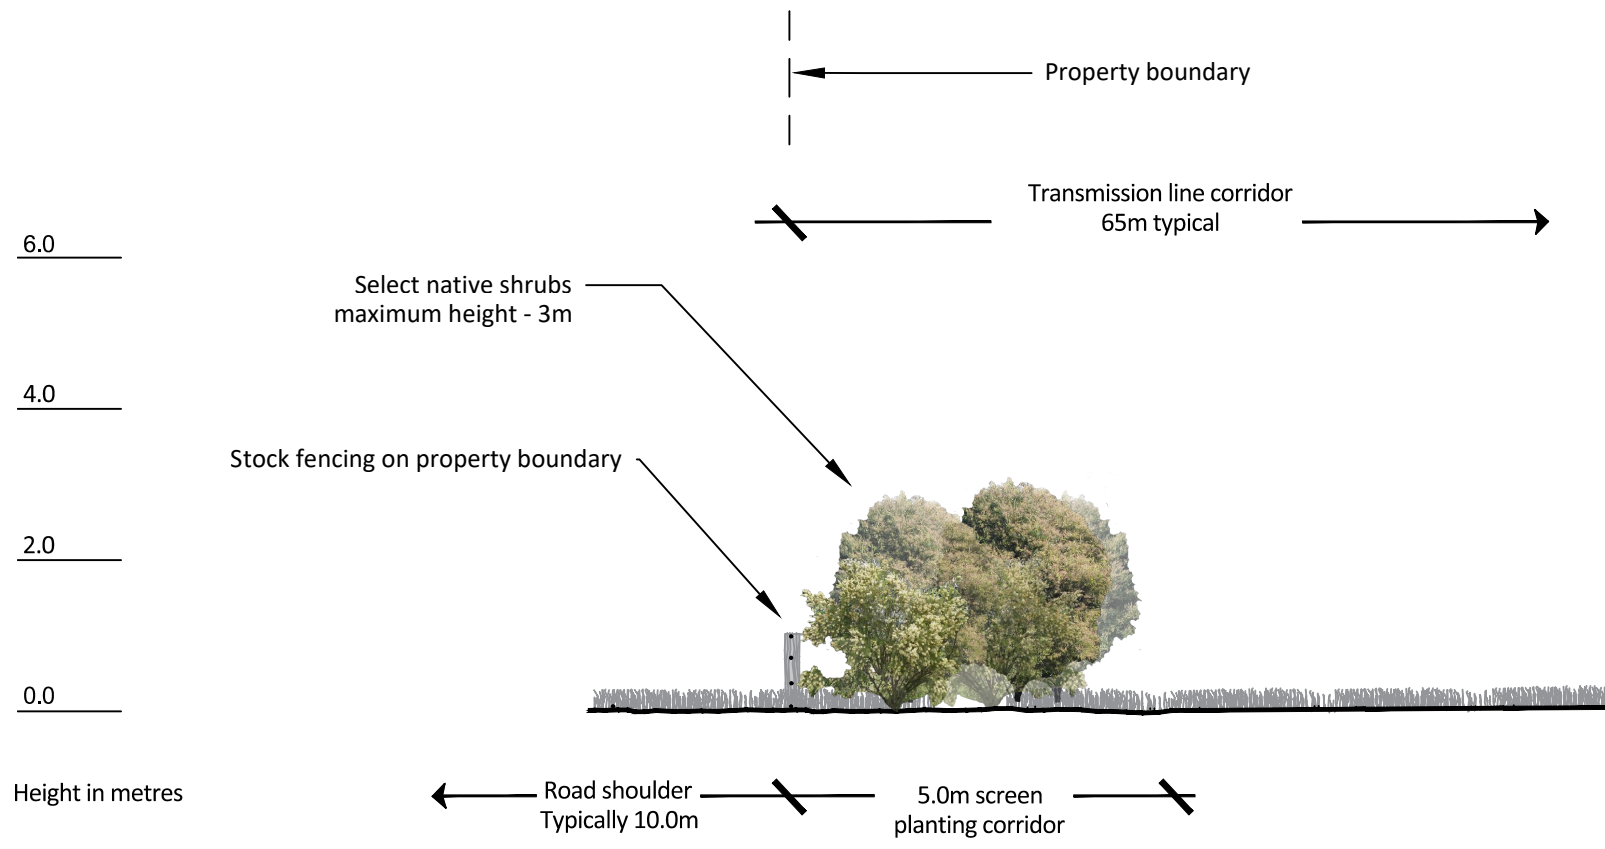 Property boundary
Transmission line corridor
65m typical
6.0
Select native shrubs
maximum height - 3m
4.0
Stock fencing on property boundary
2.0
0.0
Height in metres
Road shoulder
Typically 10.0m
5.0m screen
planting corridor